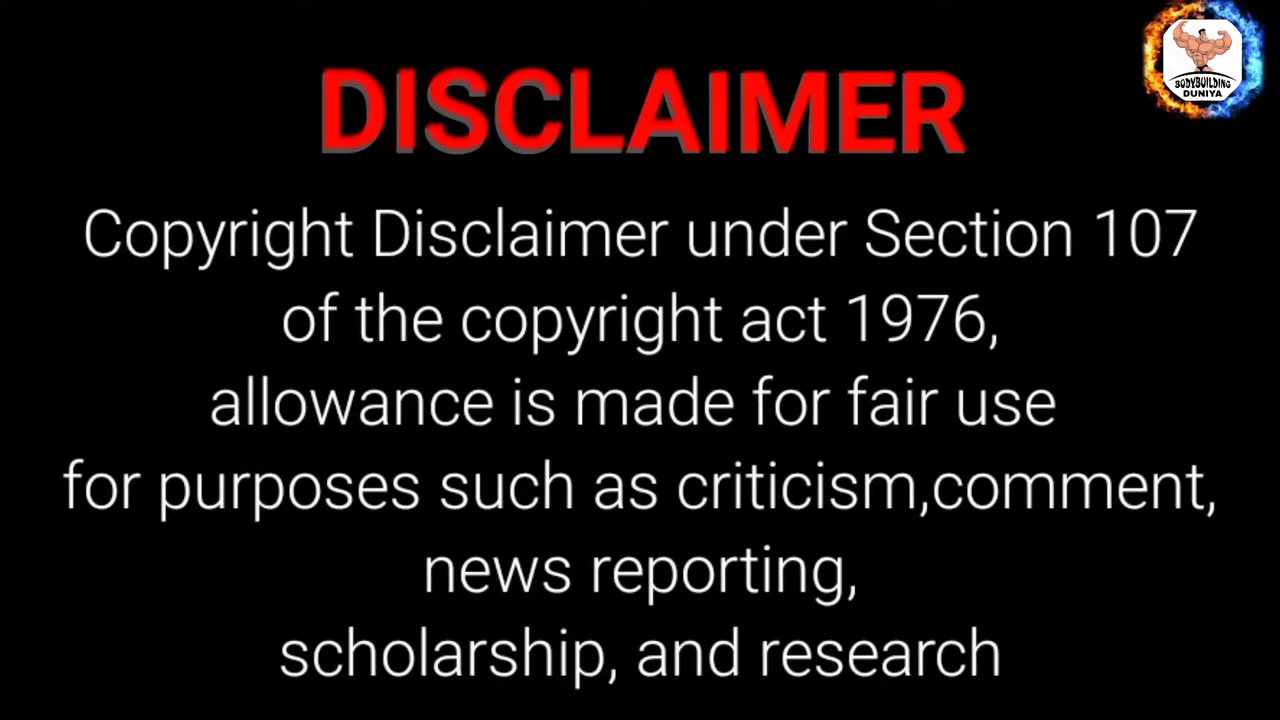 BODYBUILDING
DUNIYA
DISCLAIMER
Copyright Disclaimer under Section 107
of the copyright act 1976,
allowance is made for fair use
for purposes such as criticism,comment,
news reporting,
scholarship, and research